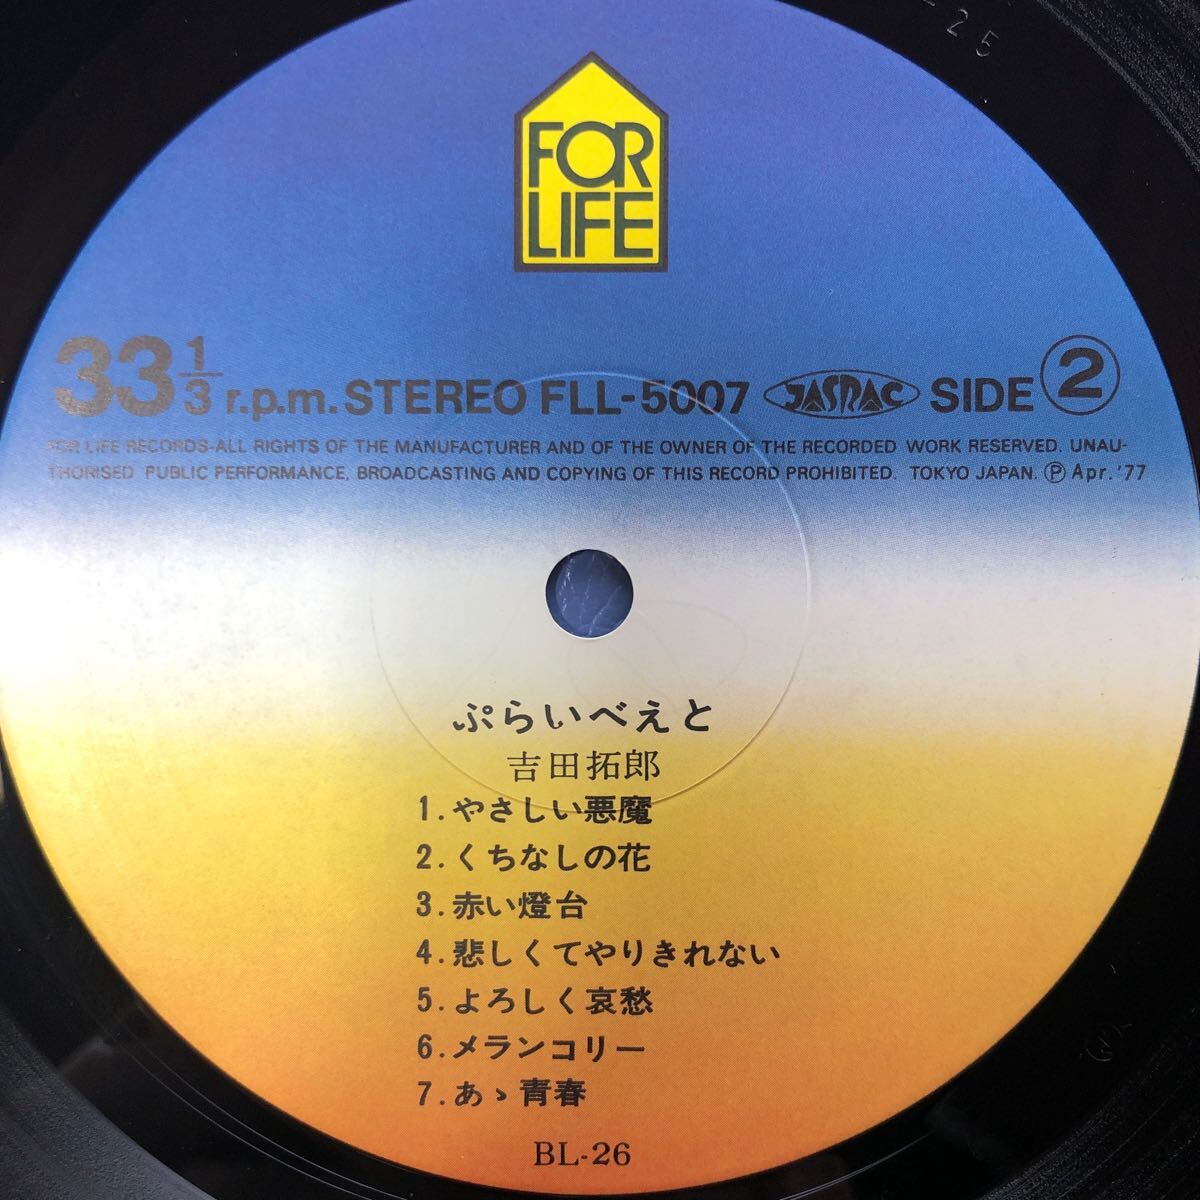 25
FOR
LIFE
33 1/3 r.p.m. STEREO FLL-5007 JASRAC SIDE 2
FOR LIFE RECORDS-ALL RIGHTS OF THE MANUFACTURER AND OF THE OWNER OF THE RECORDED WORK RESERVED. UNAU-
THORISED PUBLIC PERFORMANCE, BROADCASTING AND COPYING OF THIS RECORD PROHIBITED. TOKYO JAPAN. Ⓟ Apr. '77
ぷらいべえと
吉田拓郎
1.やさしい悪魔
2.くちなしの花
3.赤い燈台
4.悲しくてやりきれない
5.よろしく哀愁
6.メランコリー
7.あゝ青春
BL-26